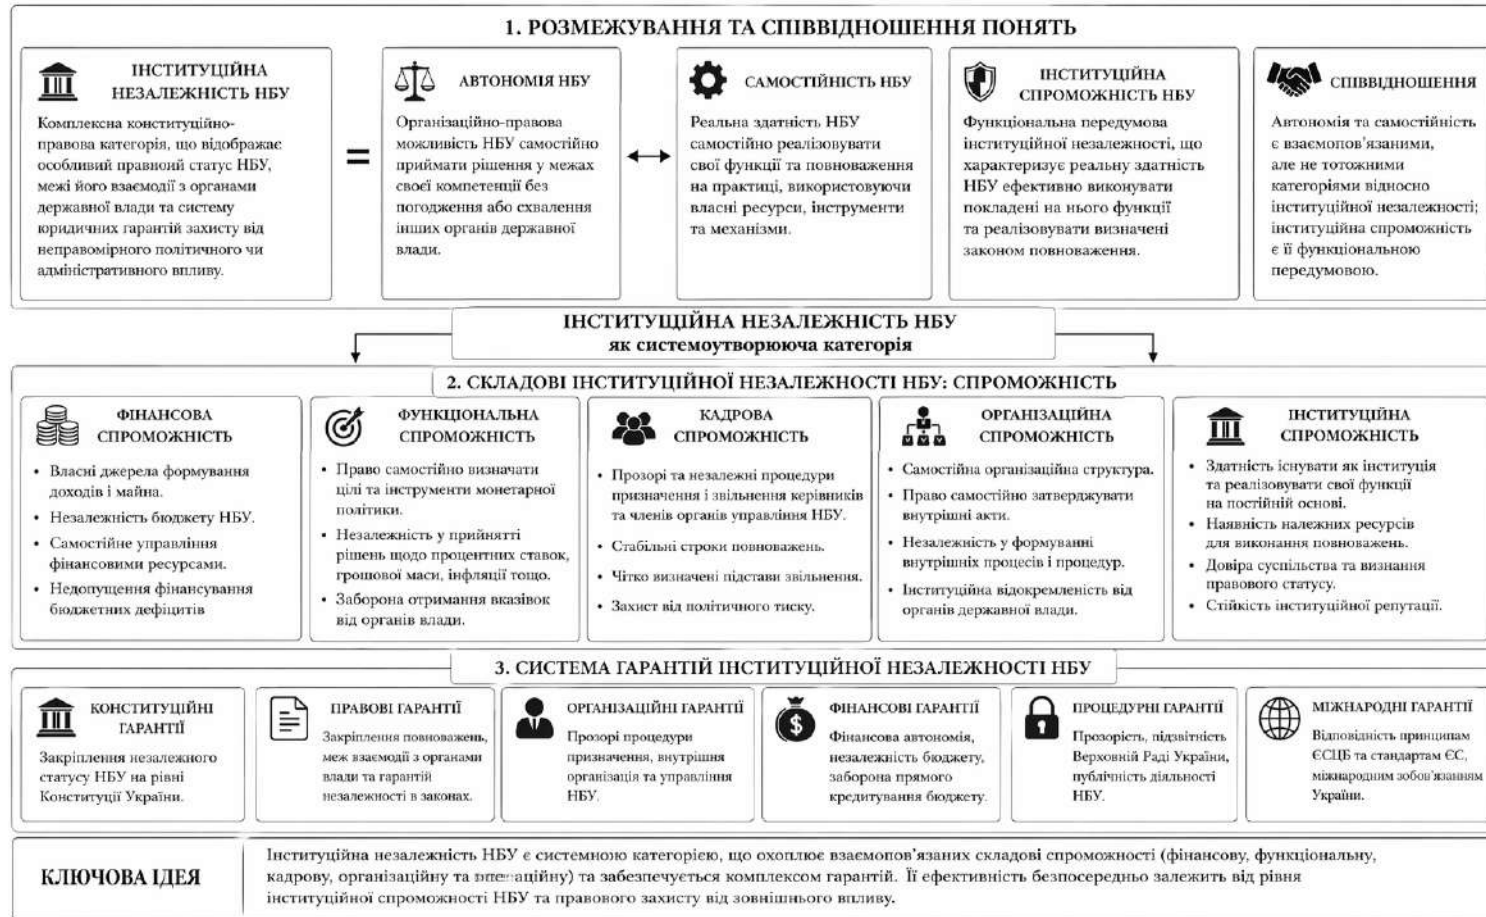 1. РОЗМЕЖУВАННЯ ТА СПІВВІДНОШЕННЯ ПОНЯТЬ
ІНСТИТУЦІЙНА
НЕЗАЛЕЖНІСТЬ НБУ
Комплексна конституційно-
правова категорія, що відображає
особливий правноий статус НБУ,
межі його взаємодії з органами
державної влади та систему
юридичних гарантій захисту від
неправомірного політичного чи
адміністративного впливу.
=
АВТОНОМІЯ НБУ
Організаційно-правова
можливість НБУ самостійно
приймати рішення у межах
своєї компетенції без
погодження або схвалення
інших органів державної
влади.
САМОСТІЙНІСТЬ НБУ
Реальна здатність НБУ
самостійно реалізовувати
свої функції та повноваження
на практиці, використовуючи
власні ресурси, інструменти
та механізми.
ІНСТИТУЦІЙНА
СПРОМОЖНІСТЬ НБУ
Функціональна передумова
інституційної незалежності, що
характеризує реальну здатність
НБУ ефективно виконувати
покладені на нього функції
та реалізовувати визначені
законом повноваження.
СПІВВІДНОШЕННЯ
Автономія та самостійність
є взаємопов'язаними,
але не тотожними
категоріями відносно
інституційної незалежності;
інституційна спроможність
є її функціональною
передумовою.
ІНСТИТУЩІЙНА НЕЗАЛЕЖНІСТЬ НБУ
як системоутворююча категорія
2. СКЛАДОВІ ІНСТИТУЦІЙНОЇ НЕЗАЛЕЖНОСТІ НБУ: СПРОМОЖНІСТЬ
ФІНАНСОВА
СПРОМОЖНІСТЬ
• Власні джерела формування
доходів і майна.
• Незалежність бюджету НБУ.
• Самостійне управління
фінансовими ресурсами.
• Недопущення фінансування
бюджетних дефіцитів
ФУНКЦІОНАЛЬНА
СПРОМОЖНІСТЬ
• Право самостійно визначати
цілі та інструменти монетарної
політики.
• Незалежність у прийнятті
рішень щодо процентних ставок,
грошової маси, інфляції тощо.
• Заборона отримання вказівок
від органів влади.
КАДРОВА
СПРОМОЖНІСТЬ
• Прозорі та незалежні процедури
призначення і звільнення керівників
та членів органів управління НБУ.
• Стабільні строки повноважень.
• Чітко визначені підстави звільнення.
• Захист від політичного тиску.
ОРГАНІЗАЦІЙНА
СПРОМОЖНІСТЬ
• Самостійна організаційна структура.
• Право самостійно затверджувати
внутрішні акти.
• Незалежність у формуванні
внутрішніх процесів і процедур.
• Інституційна відокремленість від
органів державної влади.
ІНСТИТУЦІЙНА
СПРОМОЖНІСТЬ
• Здатність існувати як інституція
та реалізовувати свої функції
на постійній основі.
• Наявність належних ресурсів
для виконання повноважень.
• Довіра суспільства та визнання
правового статусу.
• Стійкість інституційної репутації.
3. СИСТЕМА ГАРАНТІЙ ІНСТИТУЦІЙНОЇ НЕЗАЛЕЖНОСТІ НБУ
КОНСТИТУЦІЙНІ
ГАРАНТІЇ
Закріплення незалежного
статусу НБУ на рівні
Конституції України.
ПРАВОВІ ГАРАНТІЇ
Закріплення повноважень,
меж взаємодії з органами
влади та гарантій
незалежності в законах.
ОРГАНІЗАЦІЙНІ ГАРАНТІЇ
Прозорі процедури
призначення, внутрішня
організація та управління
НБУ.
ФІНАНСОВІ ГАРАНТІЇ
Фінансова автономія,
незалежність бюджету,
заборона прямого
кредитування бюджету.
ПРОЦЕДУРНІ ГАРАНТІЇ
Прозорість, підзвітність
Верховній Раді України,
публічність діяльності
НБУ.
МІЖНАРОДНІ ГАРАНТІЇ
Відповідність принципам
ЄСЦБ та стандартам ЄС,
міжнародним зобов'язанням
України.
КЛЮЧОВА ІДЕЯ
Інституційна незалежність НБУ є системною категорією, що охоплює взаємопов'язаних складові спроможності (фінансову, функціональну,
кадрову, організаційну та) та забезпечується комплексом гарантій. Її ефективність безпосередньо залежить від рівня
інституційної спроможності НБУ та правового захисту від зовнішнього впливу.